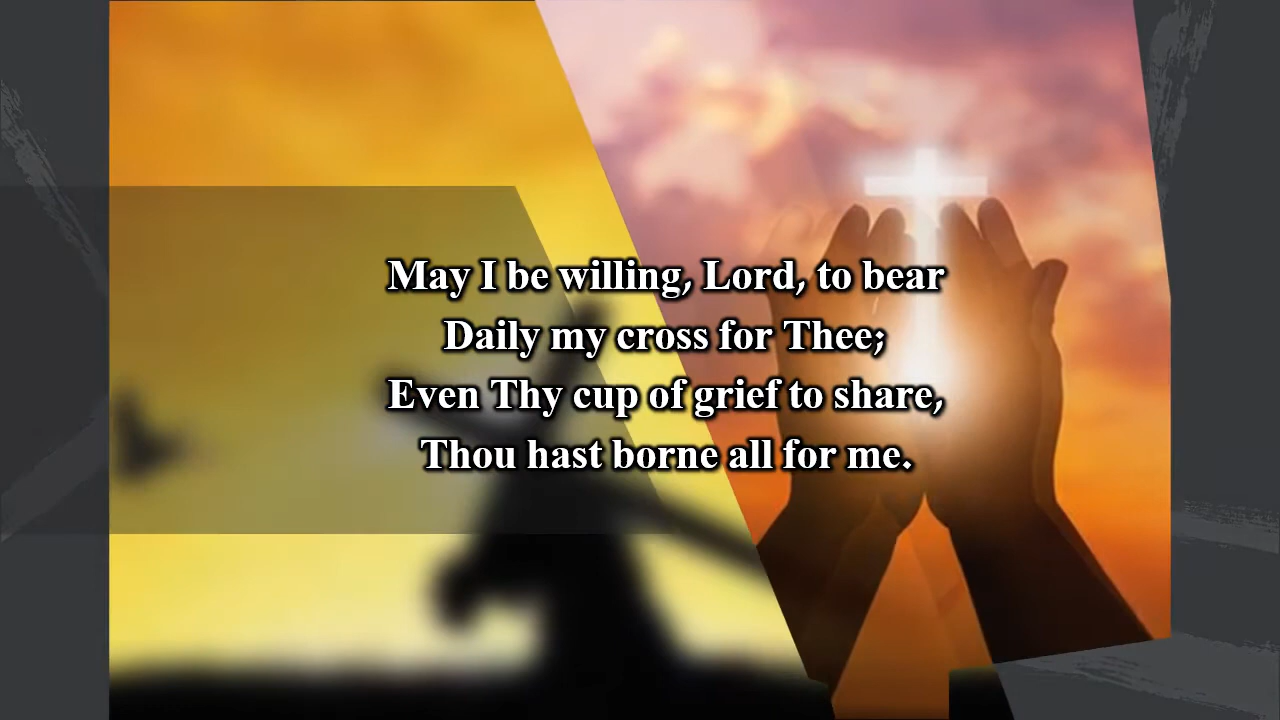 May I be willing, Lord, to bear
Daily my cross for Thee;
Even Thy cup of grief to share,
Thou hast borne all for me.